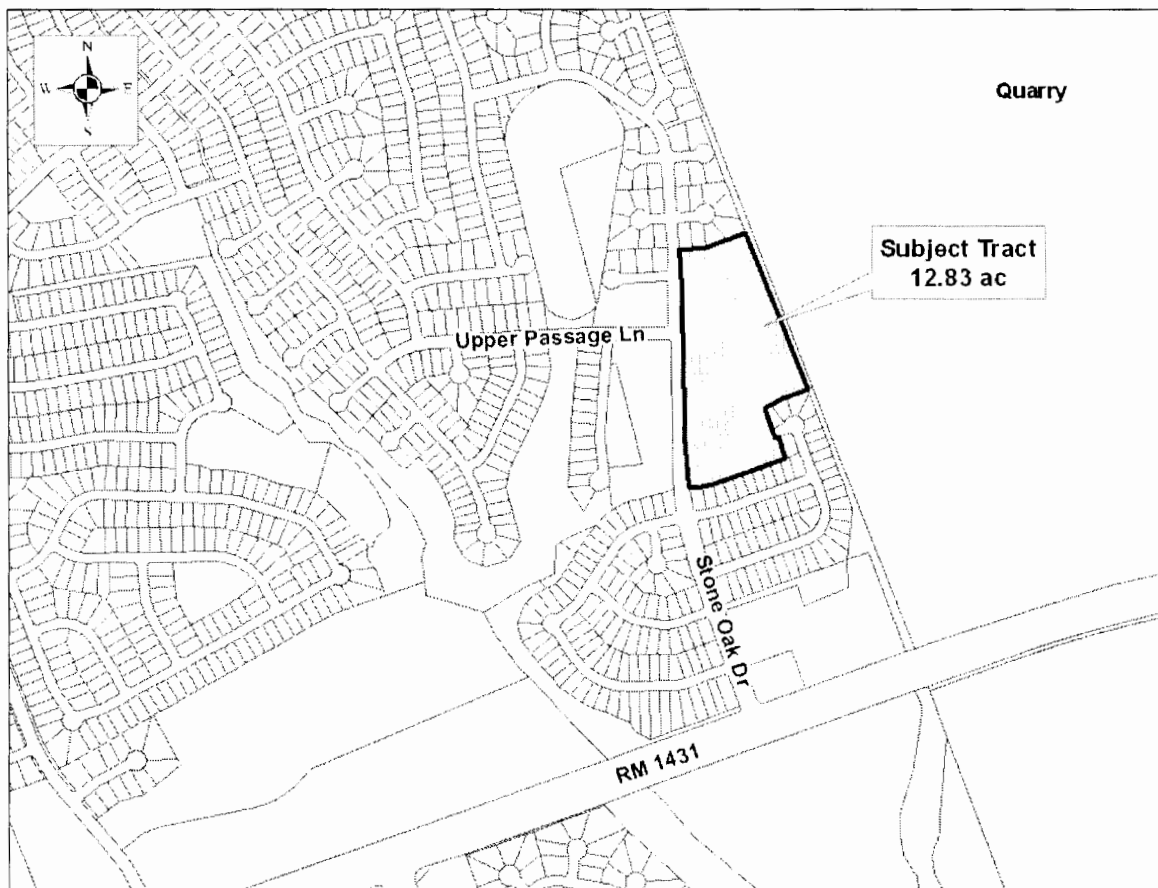 N
W E
S
Quarry
Subject Tract
12.83 ac
Upper Passage Ln
Stone Oak Dr
RM 1431